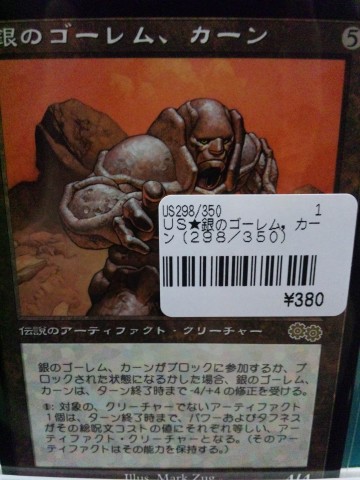 銀のゴーレム、カーン 5
US298/350 1
US★銀のゴーレム，カー
ン（298／350）
¥380
伝説のアーティファクト・クリーチャー
銀のゴーレム、カーンがブロックに参加するか、ブ
ロックされた状態になるかした場合、銀のゴーレム、
カーンは、ターン終了時まで-4/+4の修正を受ける。
①: 対象の、クリーチャーでないアーティファクト
1個は、ターン終了時まで、パワーおよびタフネス
がその総呪文コストの値にそれぞれ等しい、アー
ティファクト・クリーチャーとなる。（そのアー
ティファクトはその能力を保持する。）
Illus. Mark Zug 4/4